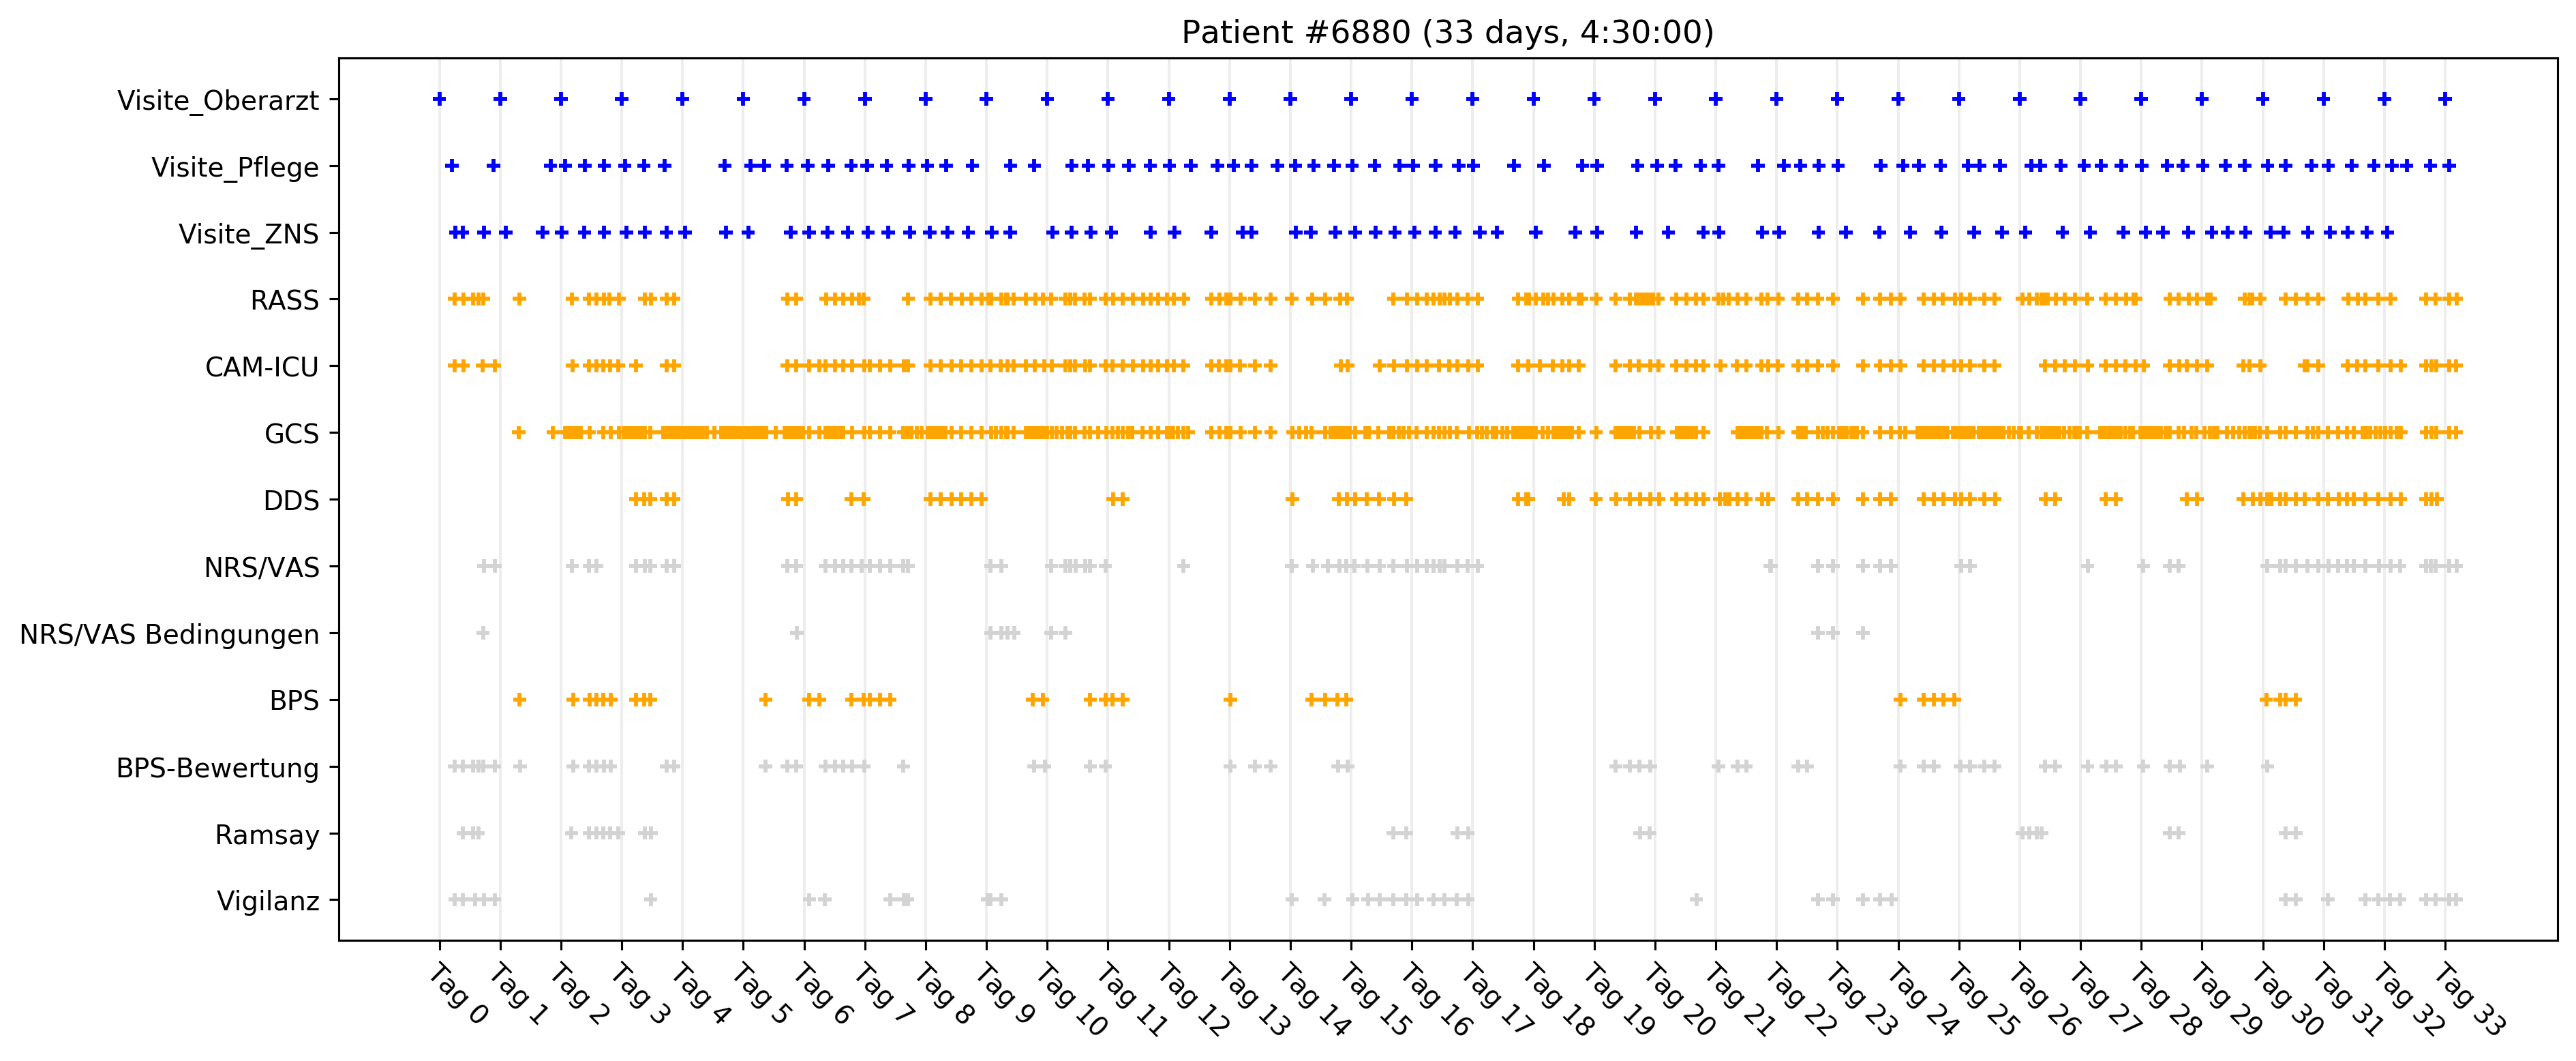 Patient #6880 (33 days, 4:30:00)
Visite_Oberarzt
Visite_Pflege
Visite_ZNS
RASS
CAM-ICU
GCS
DDS
NRS/VAS
NRS/VAS Bedingungen
BPS
BPS-Bewertung
Ramsay
Vigilanz
Tag 0
Tag 1
Tag 2
Tag 3
Tag 4
Tag 5
Tag 6
Tag 7
Tag 8
Tag 9
Tag 10
Tag 11
Tag 12
Tag 13
Tag 14
Tag 15
Tag 16
Tag 17
Tag 18
Tag 19
Tag 20
Tag 21
Tag 22
Tag 23
Tag 24
Tag 25
Tag 26
Tag 27
Tag 28
Tag 29
Tag 30
Tag 31
Tag 32
Tag 33